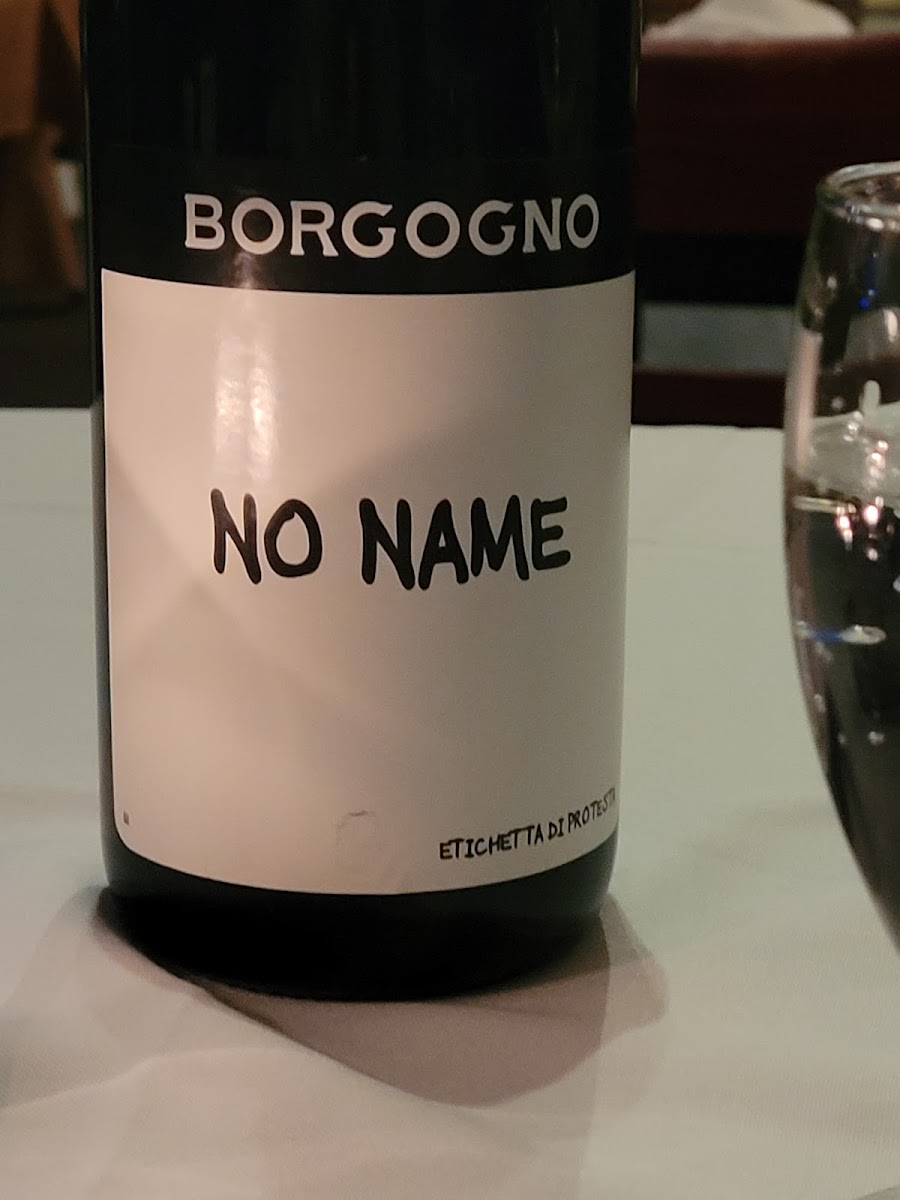 BORGOGNO
NO NAME
ETICHETTA DI PROTESTA